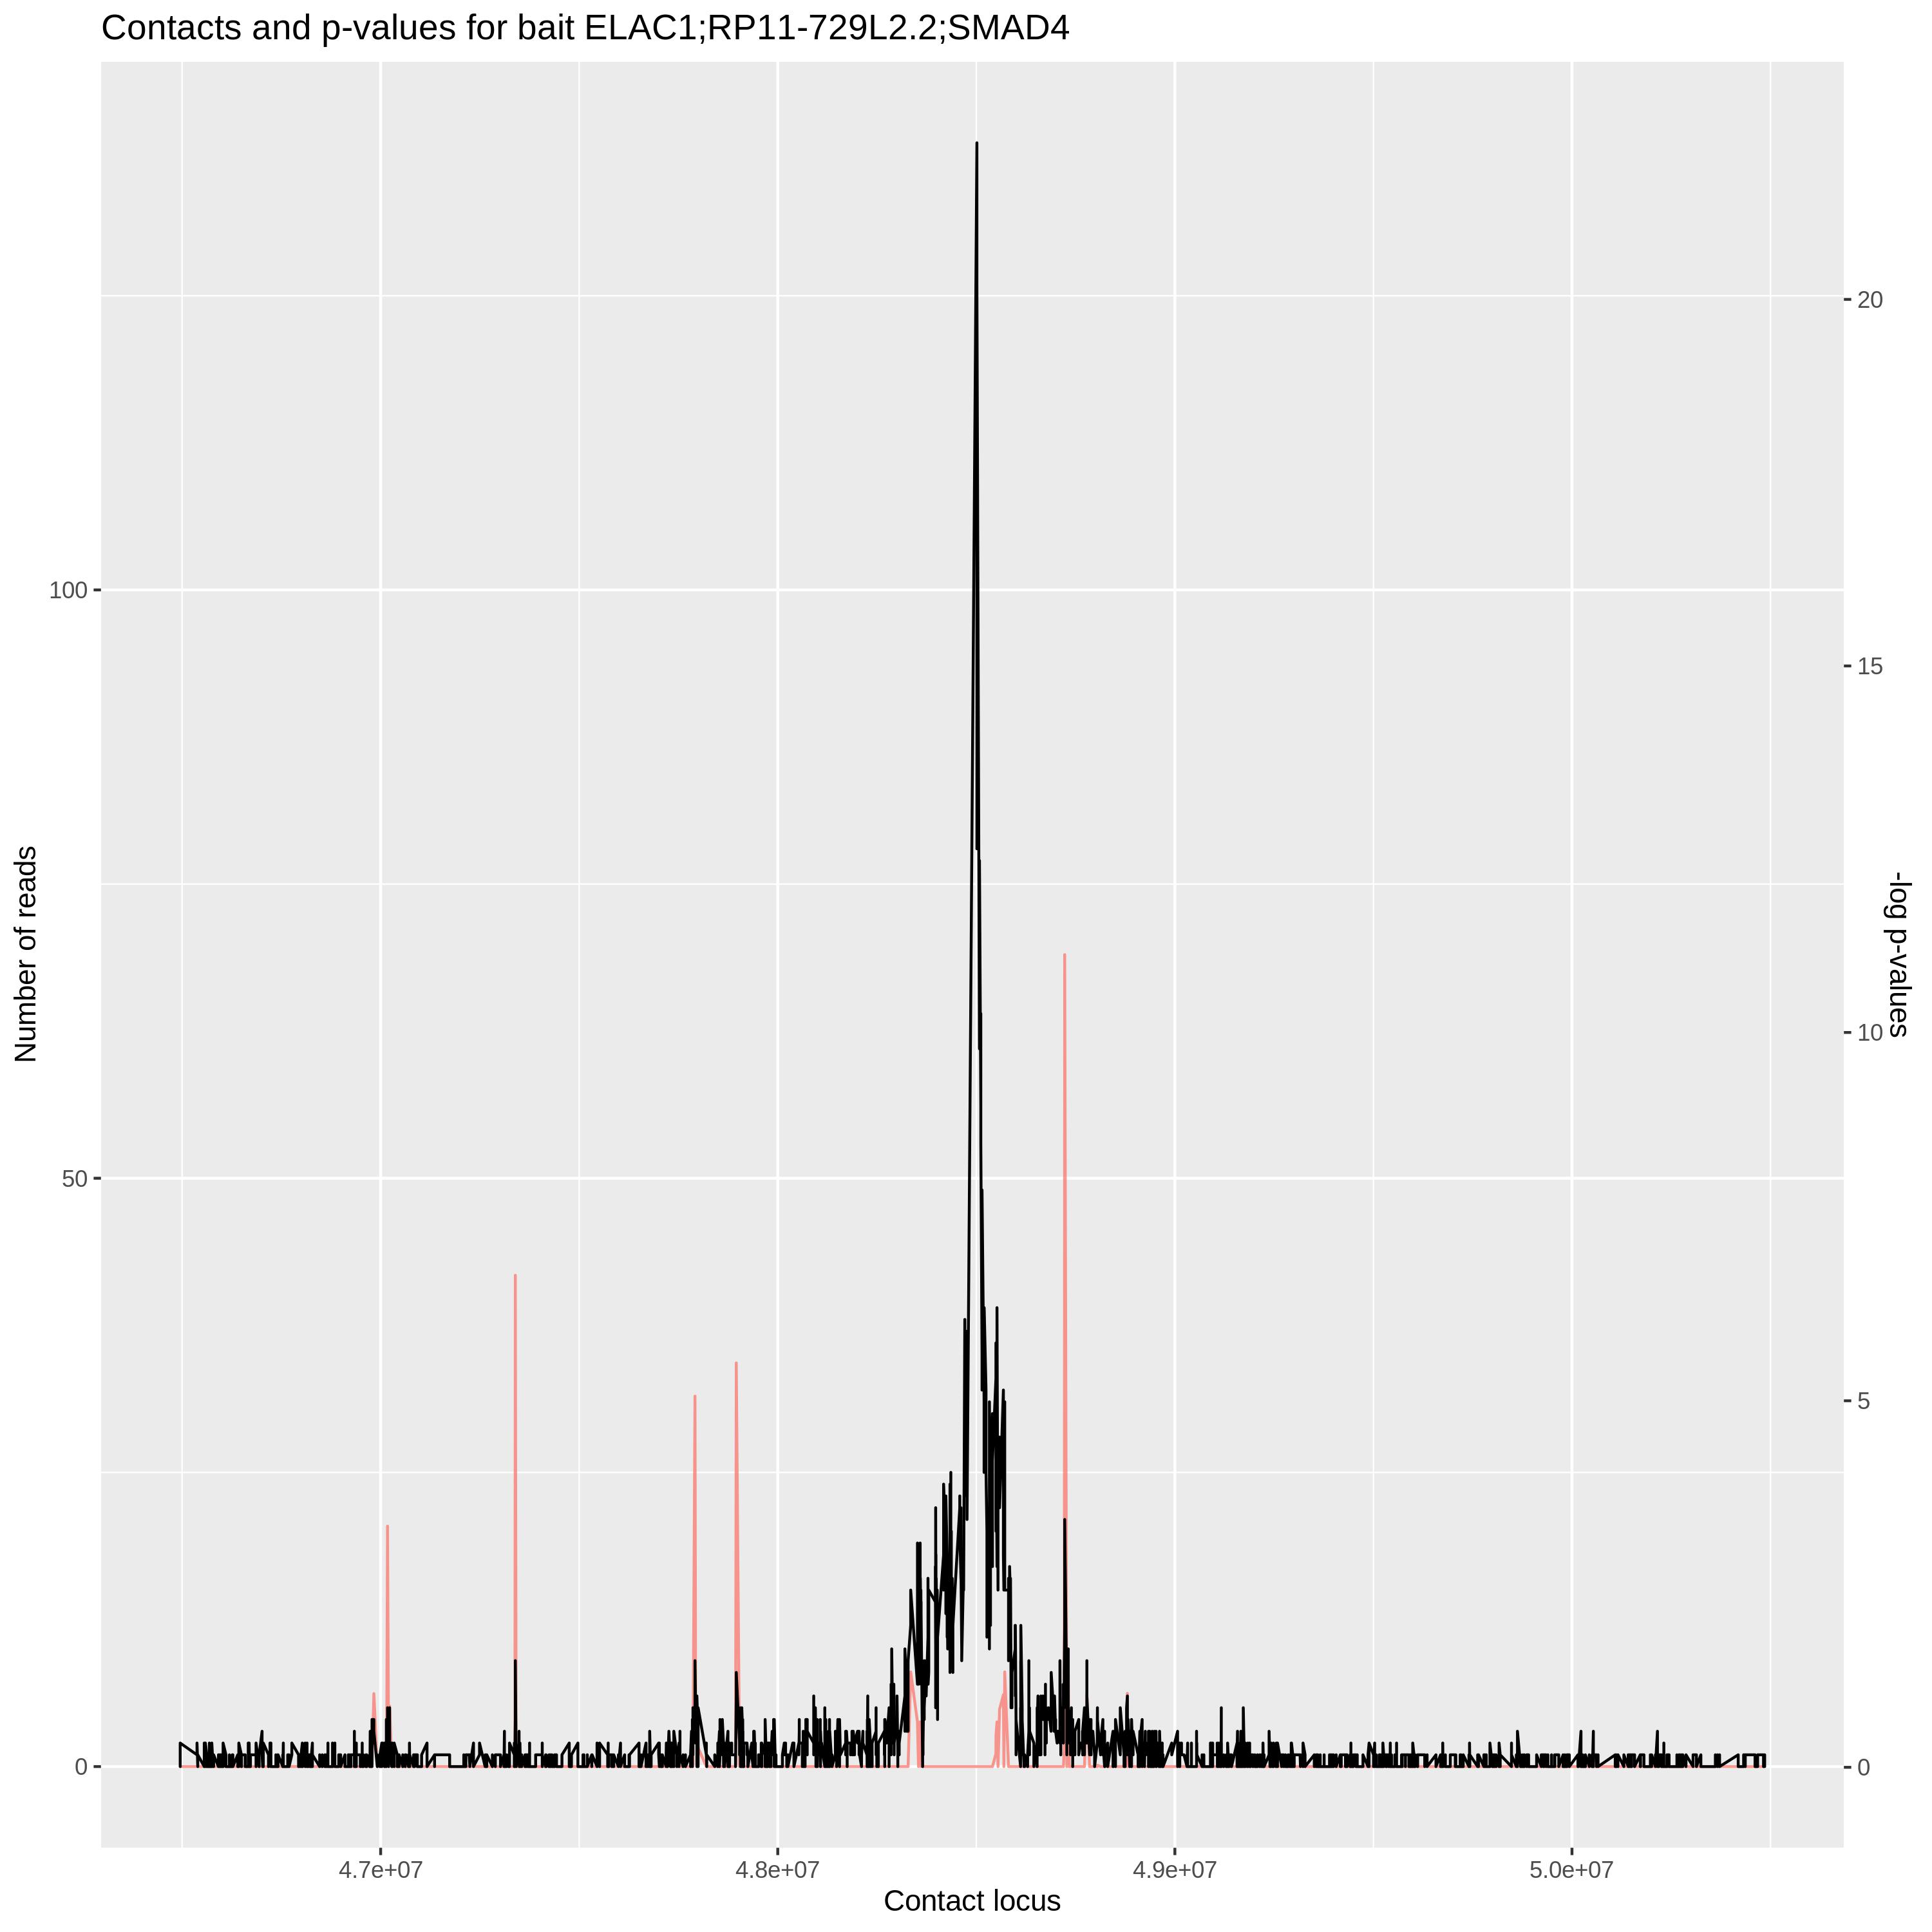 Contacts and p-values for bait ELAC1;RP11-729L2.2;SMAD4
Number of reads
100
50
0
20
15
10
5
0
-log p-values
4.7e+07
4.8e+07
4.9e+07
5.0e+07
Contact locus